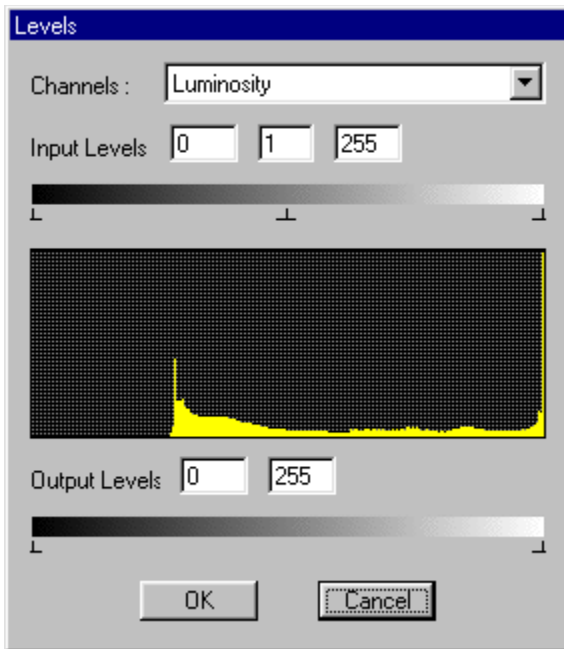 Levels
Channels : Luminosity
Input Levels 0 1 255
Output Levels 0 255
OK Cancel